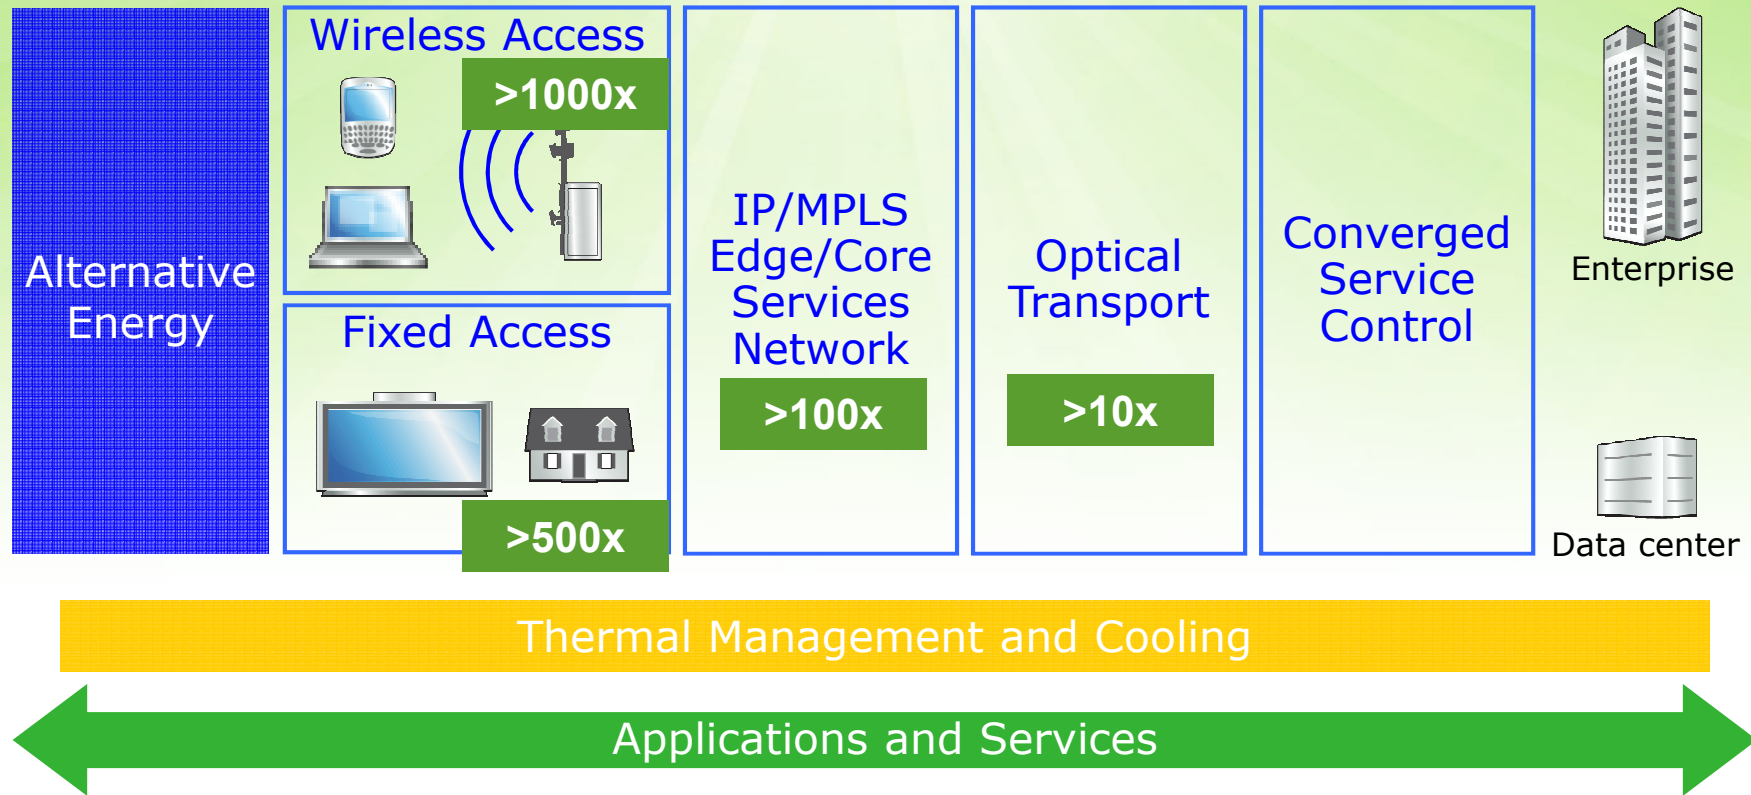 Alternative
Energy
Wireless Access
>1000x
Fixed Access
>500x
IP/MPLS
Edge/Core
Services
Network
>100x
Optical
Transport
>10x
Converged
Service
Control
Enterprise
Data center
Thermal Management and Cooling
Applications and Services